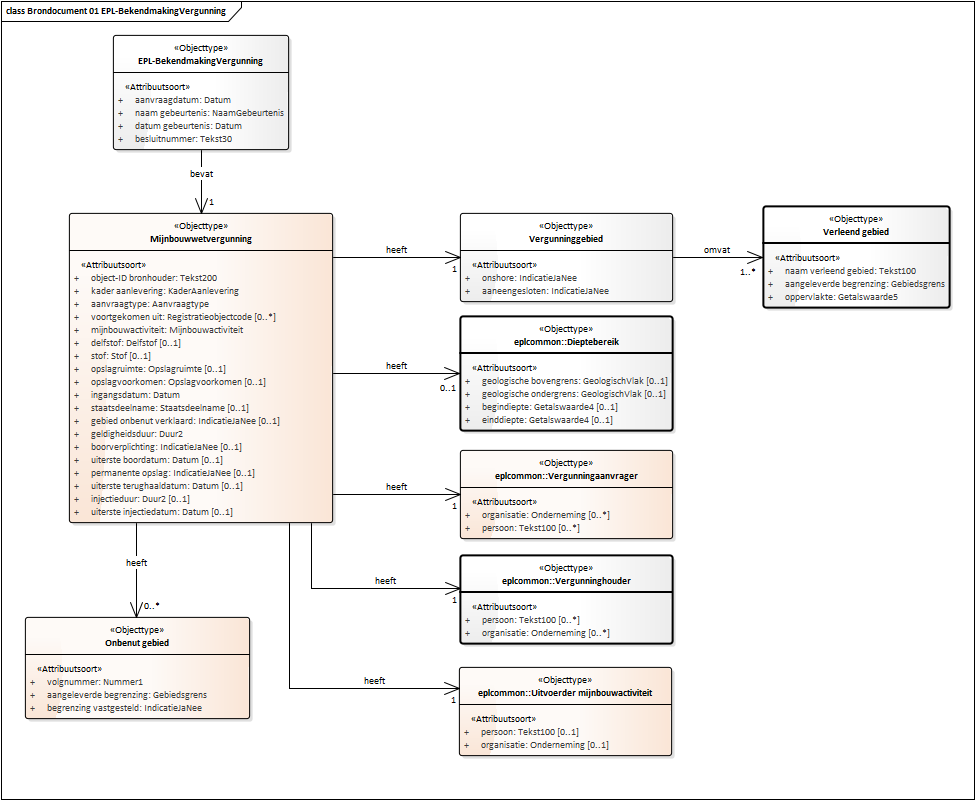 class Brondocument 01 EPL-BekendmakingVergunning
«Objecttype»
EPL-BekendmakingVergunning
«Attribuutsoort»
+ aanvraagdatum: Datum
+ naam gebeurtenis: NaamGebeurtenis
+ datum gebeurtenis: Datum
+ besluitnummer: Tekst30
bevat
1
«Objecttype»
Mijnbouwwetvergunning
«Attribuutsoort»
+ object-ID bronhouder: Tekst200
+ kader aanlevering: KaderAanlevering
+ aanvraagtype: Aanvraagtype
+ voortgekomen uit: Registratieobjectcode [0..*]
+ mijnbouwactiviteit: Mijnbouwactiviteit
+ delfstof: Delfstof [0..1]
+ stof: Stof [0..1]
+ opslagruimte: Opslagruimte [0..1]
+ opslagvoorkomen: Opslagvoorkomen [0..1]
+ ingangsdatum: Datum
+ staatsdeelname: Staatsdeelname [0..1]
+ gebied onbenut verklaard: IndicatieJaNee [0..1]
+ geldigheidsduur: Duur2
+ boorverplichting: IndicatieJaNee [0..1]
+ uiterste boordatum: Datum [0..1]
+ permanente opslag: IndicatieJaNee [0..1]
+ uiterste terughaaldatum: Datum [0..1]
+ injectieduur: Duur2 [0..1]
+ uiterste injectiedatum: Datum [0..1]
heeft
1
«Objecttype»
Vergunninggebied
«Attribuutsoort»
+ onshore: IndicatieJaNee
+ aaneengesloten: IndicatieJaNee
omvat
1..*
«Objecttype»
Verleend gebied
«Attribuutsoort»
+ naam verleend gebied: Tekst100
+ aangeleverde begrenzing: Gebiedsgrens
+ oppervlakte: Getalswaarde5
heeft
0..1
«Objecttype»
eplcommon::Dieptebereik
«Attribuutsoort»
+ geologische bovengrens: GeologischVlak [0..1]
+ geologische ondergrens: GeologischVlak [0..1]
+ begindiepte: Getalswaarde4 [0..1]
+ einddiepte: Getalswaarde4 [0..1]
heeft
1
«Objecttype»
eplcommon::Vergunningaanvrager
«Attribuutsoort»
+ organisatie: Onderneming [0..*]
+ persoon: Tekst100 [0..*]
heeft
1
«Objecttype»
eplcommon::Vergunninghouder
«Attribuutsoort»
+ persoon: Tekst100 [0..*]
+ organisatie: Onderneming [0..*]
heeft
1
«Objecttype»
eplcommon::Uitvoerder mijnbouwactiviteit
«Attribuutsoort»
+ persoon: Tekst100 [0..1]
+ organisatie: Onderneming [0..1]
heeft
0..*
«Objecttype»
Onbenut gebied
«Attribuutsoort»
+ volgnummer: Nummer1
+ aangeleverde begrenzing: Gebiedsgrens
+ begrenzing vastgesteld: IndicatieJaNee